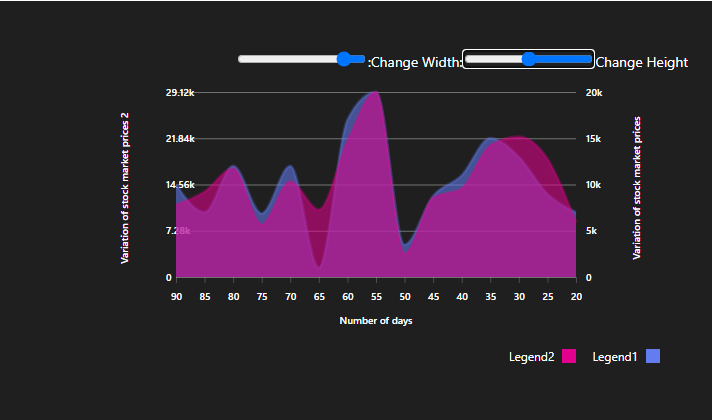 :Change Width:
Change Height
Variation of stock market prices 2
29.12k
21.84k
14.56k
7.28k
0
20k
15k
10k
5k
0
Variation of stock market prices
90 85 80 75 70 65 60 55 50 45 40 35 30 25 20
Number of days
Legend2 Legend1